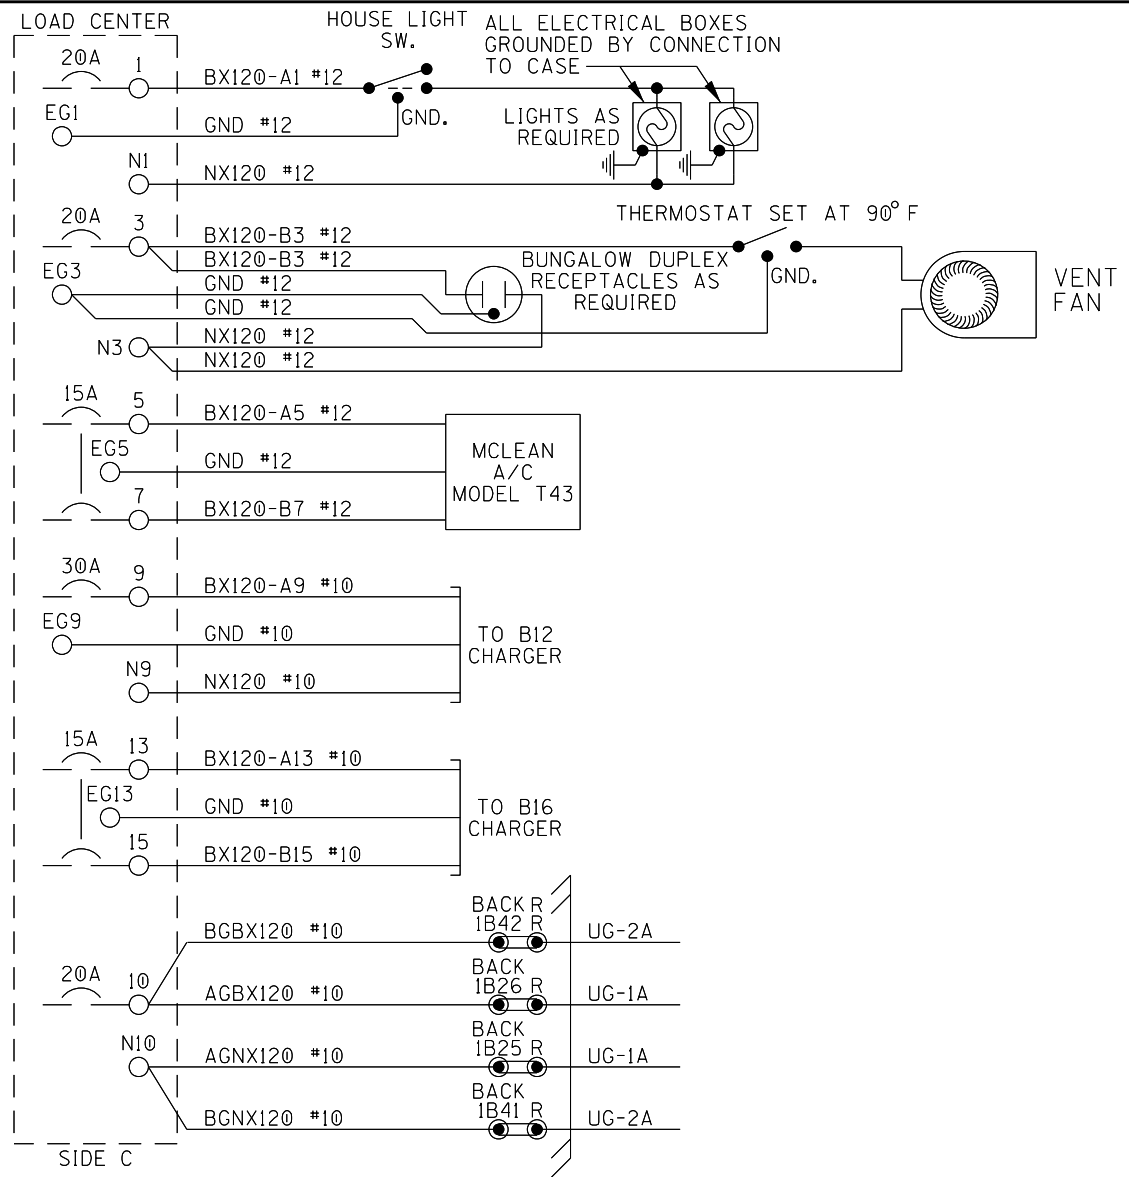 LOAD CENTER
HOUSE LIGHT
SW.
ALL ELECTRICAL BOXES
GROUNDED BY CONNECTION
TO CASE
20A
1
BX120-A1 #12
EG1
GND #12
GND.
LIGHTS AS
REQUIRED
N1
NX120 #12
THERMOSTAT SET AT 90° F
20A
3
BX120-B3 #12
BX120-B3 #12
EG3
GND #12
GND #12
BUNGALOW DUPLEX
RECEPTACLES AS
REQUIRED
GND.
VENT
FAN
N3
NX120 #12
NX120 #12
15A
5
BX120-A5 #12
EG5
GND #12
7
BX120-B7 #12
MCLEAN
A/C
MODEL T43
30A
9
BX120-A9 #10
EG9
GND #10
N9
NX120 #10
TO B12
CHARGER
15A
13
BX120-A13 #10
EG13
GND #10
15
BX120-B15 #10
TO B16
CHARGER
BACK R
1B42 R
BGBX120 #10
UG-2A
20A
10
BACK
1B26 R
AGBX120 #10
UG-1A
N10
BACK
1B25 R
AGNX120 #10
UG-1A
BACK
1B41 R
BGNX120 #10
UG-2A
SIDE C